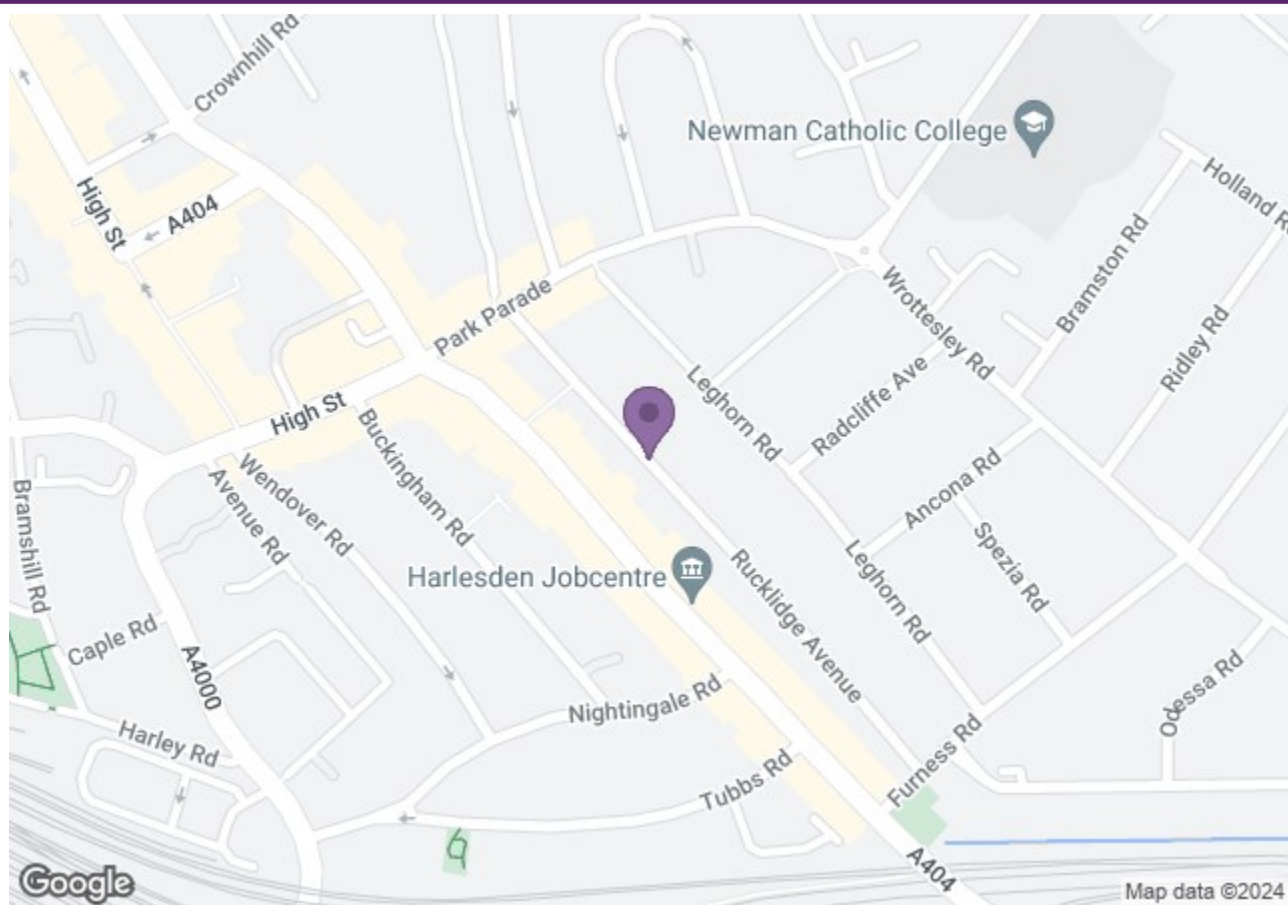 Crownhill Rd
Newman Catholic College
Holland R
High St
A404
Bramston Rd
Park Parade
Wrottesley Rd
Ridley Rd
Leghorn Rd
Radcliffe Ave
High St
Buckingham Rd
Wendover Rd
Avenue Rd
Bramshill Rd
Ancona Rd
Spezia Rd
Harlesden Jobcentre
Rucklidge Avenue
Leghorn Rd
Caple Rd
A4000
Nightingale Rd
Odessa Rd
Harley Rd
Furness Rd
Tubbs Rd
A404
Google
Map data ©2024